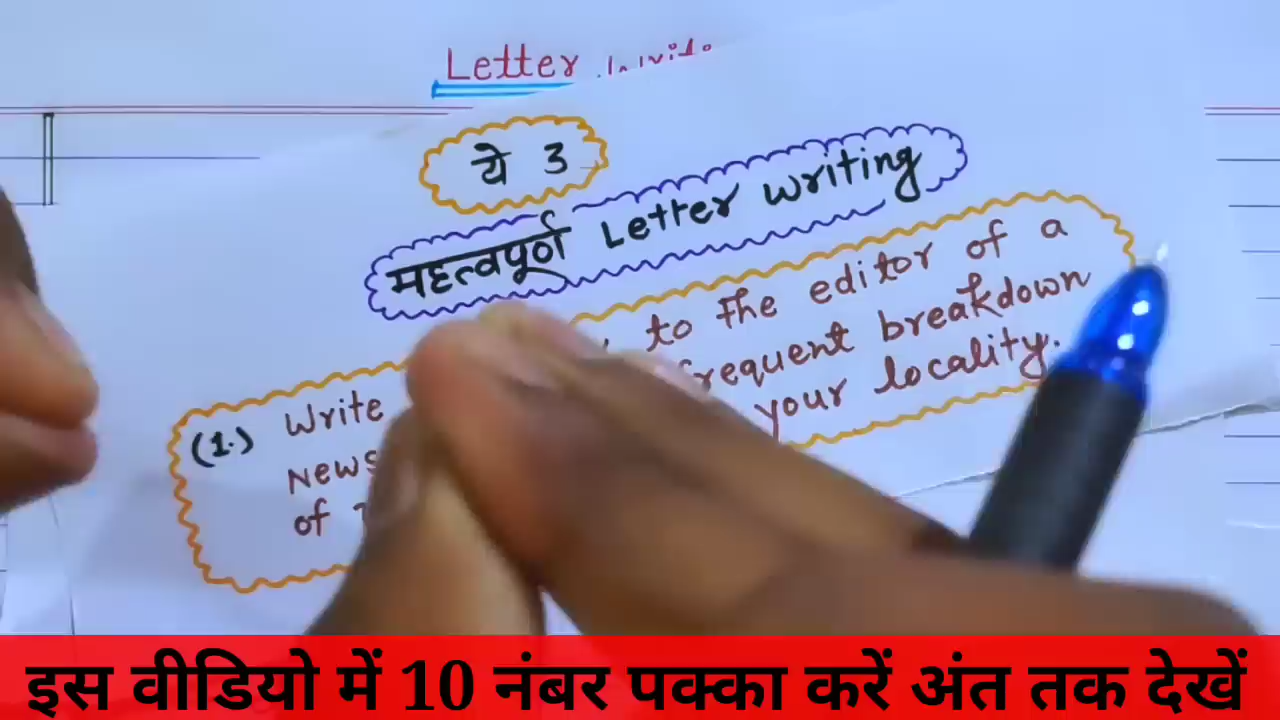 Letter
ये 3
महत्वपूर्ण Letter writing
(1.) Write to the editor of a
News frequent breakdown
of your locality.
इस वीडियो में 10 नंबर पक्का करें अंत तक देखें